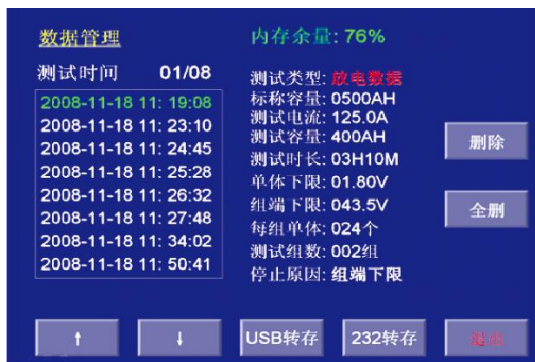 数据管理
内存余量: 76%
测试时间 01/08
2008-11-18 11: 19:08
2008-11-18 11: 23:10
2008-11-18 11: 24:45
2008-11-18 11: 25:28
2008-11-18 11: 26:32
2008-11-18 11: 27:48
2008-11-18 11: 34:02
2008-11-18 11: 50:41
测试类型: 放电数据
标称容量: 0500AH
测试电流: 125.0A
测试容量: 400AH
测试时长: 03H10M
单体下限: 01.80V
组端下限: 043.5V
每组单体: 024个
测试组数: 002组
停止原因: 组端下限
删除
全删
↑
↓
USB转存
232转存
退出